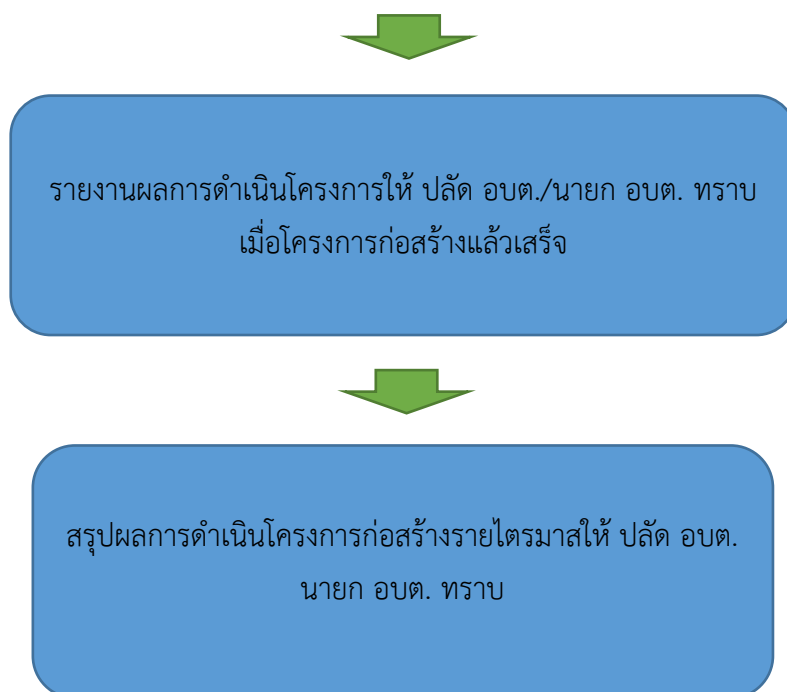 รายงานผลการดำเนินโครงการให้ ปลัด อบต./นายก อบต. ทราบ
เมื่อโครงการก่อสร้างแล้วเสร็จ
สรุปผลการดำเนินโครงการก่อสร้างรายไตรมาสให้ ปลัด อบต.
นายก อบต. ทราบ